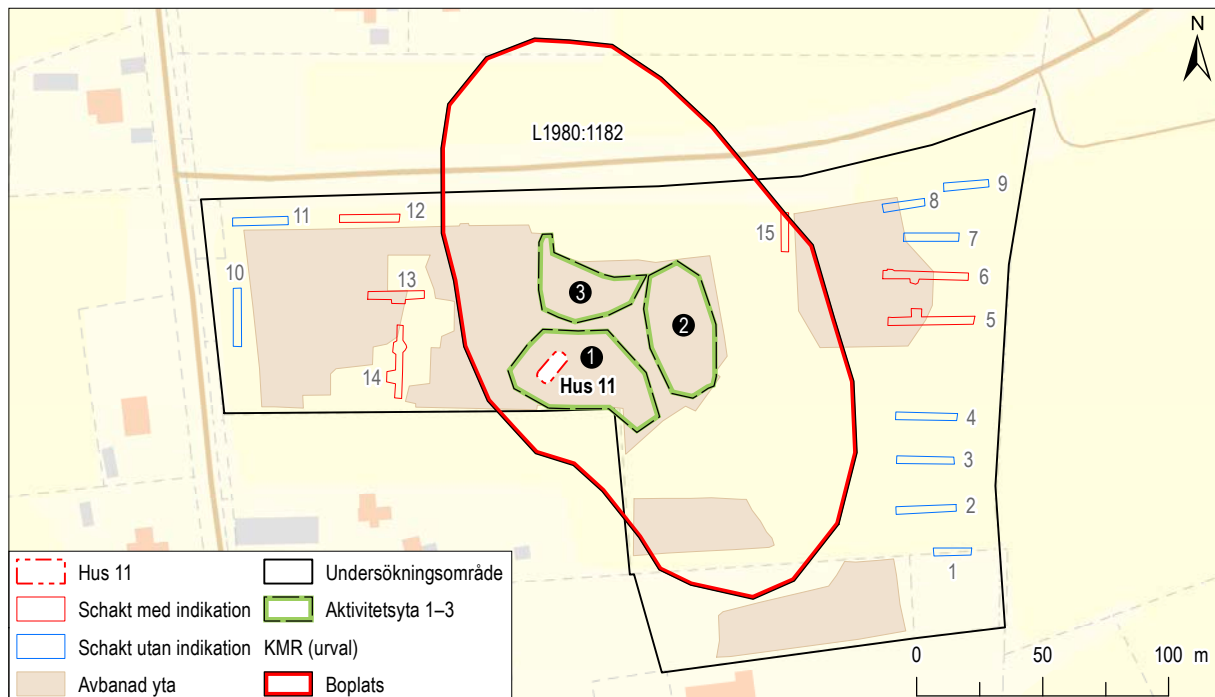 N
L1980:1182
9
8
11
12
15
7
10
13
3
6
2
5
1
14
Hus 11
4
3
2
1
Hus 11
Undersökningsområde
Schakt med indikation
Aktivitetsyta 1–3
Schakt utan indikation
KMR (urval)
Avbanad yta
Boplats
0 50 100 m